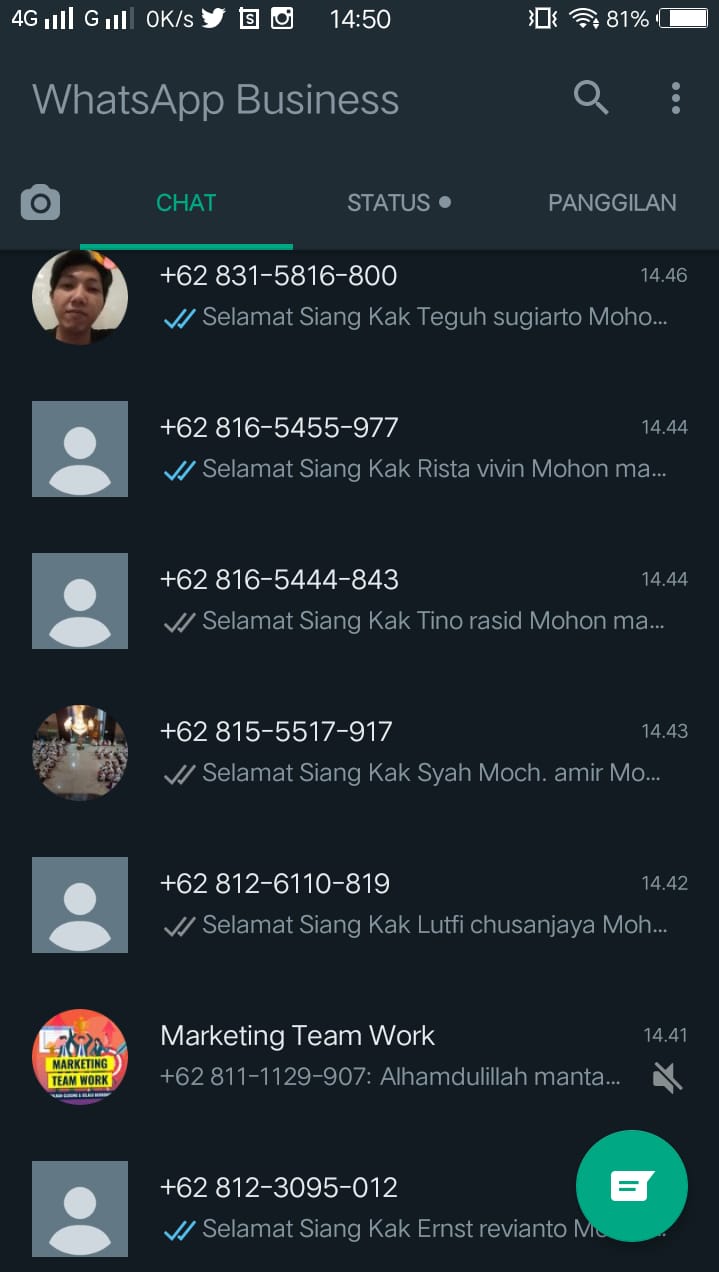 4G G 0K/s 14:50 81%
WhatsApp Business
CHAT STATUS PANGGILAN
+62 831-5816-800 14.46
Selamat Siang Kak Teguh sugiarto Moho...
+62 816-5455-977 14.44
Selamat Siang Kak Rista vivin Mohon ma...
+62 816-5444-843 14.44
Selamat Siang Kak Tino rasid Mohon ma...
+62 815-5517-917 14.43
Selamat Siang Kak Syah Moch. amir Mo...
+62 812-6110-819 14.42
Selamat Siang Kak Lutfi chusanjaya Moh...
Marketing Team Work 14.41
MARKETING
TEAM WORK
+62 811-1129-907: Alhamdulillah manta...
+62 812-3095-012
Selamat Siang Kak Ernst revianto